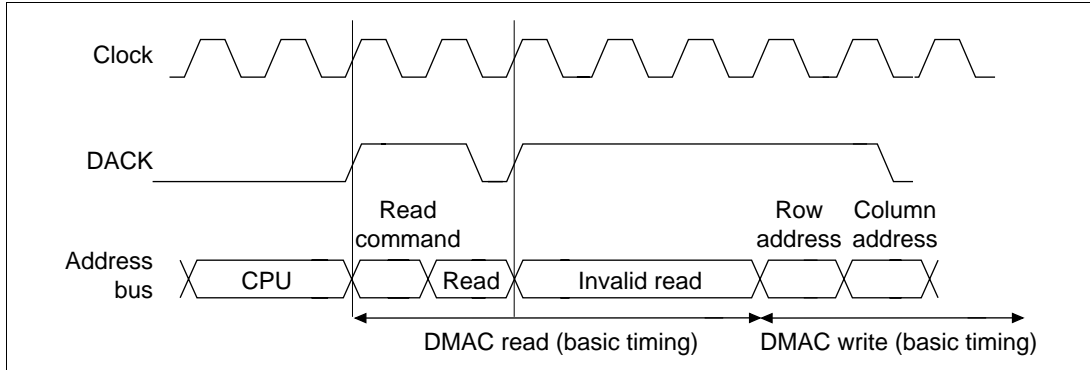 Clock
DACK
Read
command
Row
address
Column
address
Address
bus
CPU
Read
Invalid read
DMAC read (basic timing)
DMAC write (basic timing)